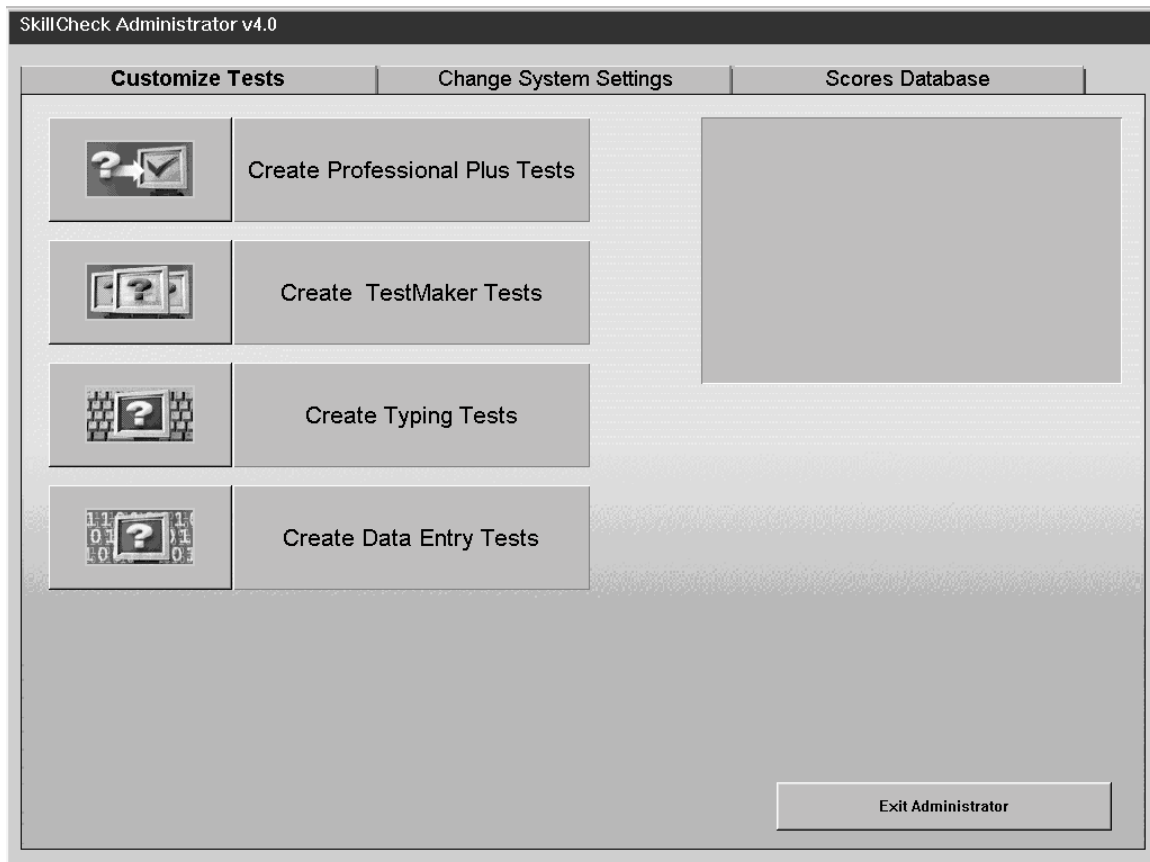 SkillCheck Administrator v4.0
Customize Tests
Change System Settings
Scores Database
Create Professional Plus Tests
Create TestMaker Tests
Create Typing Tests
Create Data Entry Tests
Exit Administrator